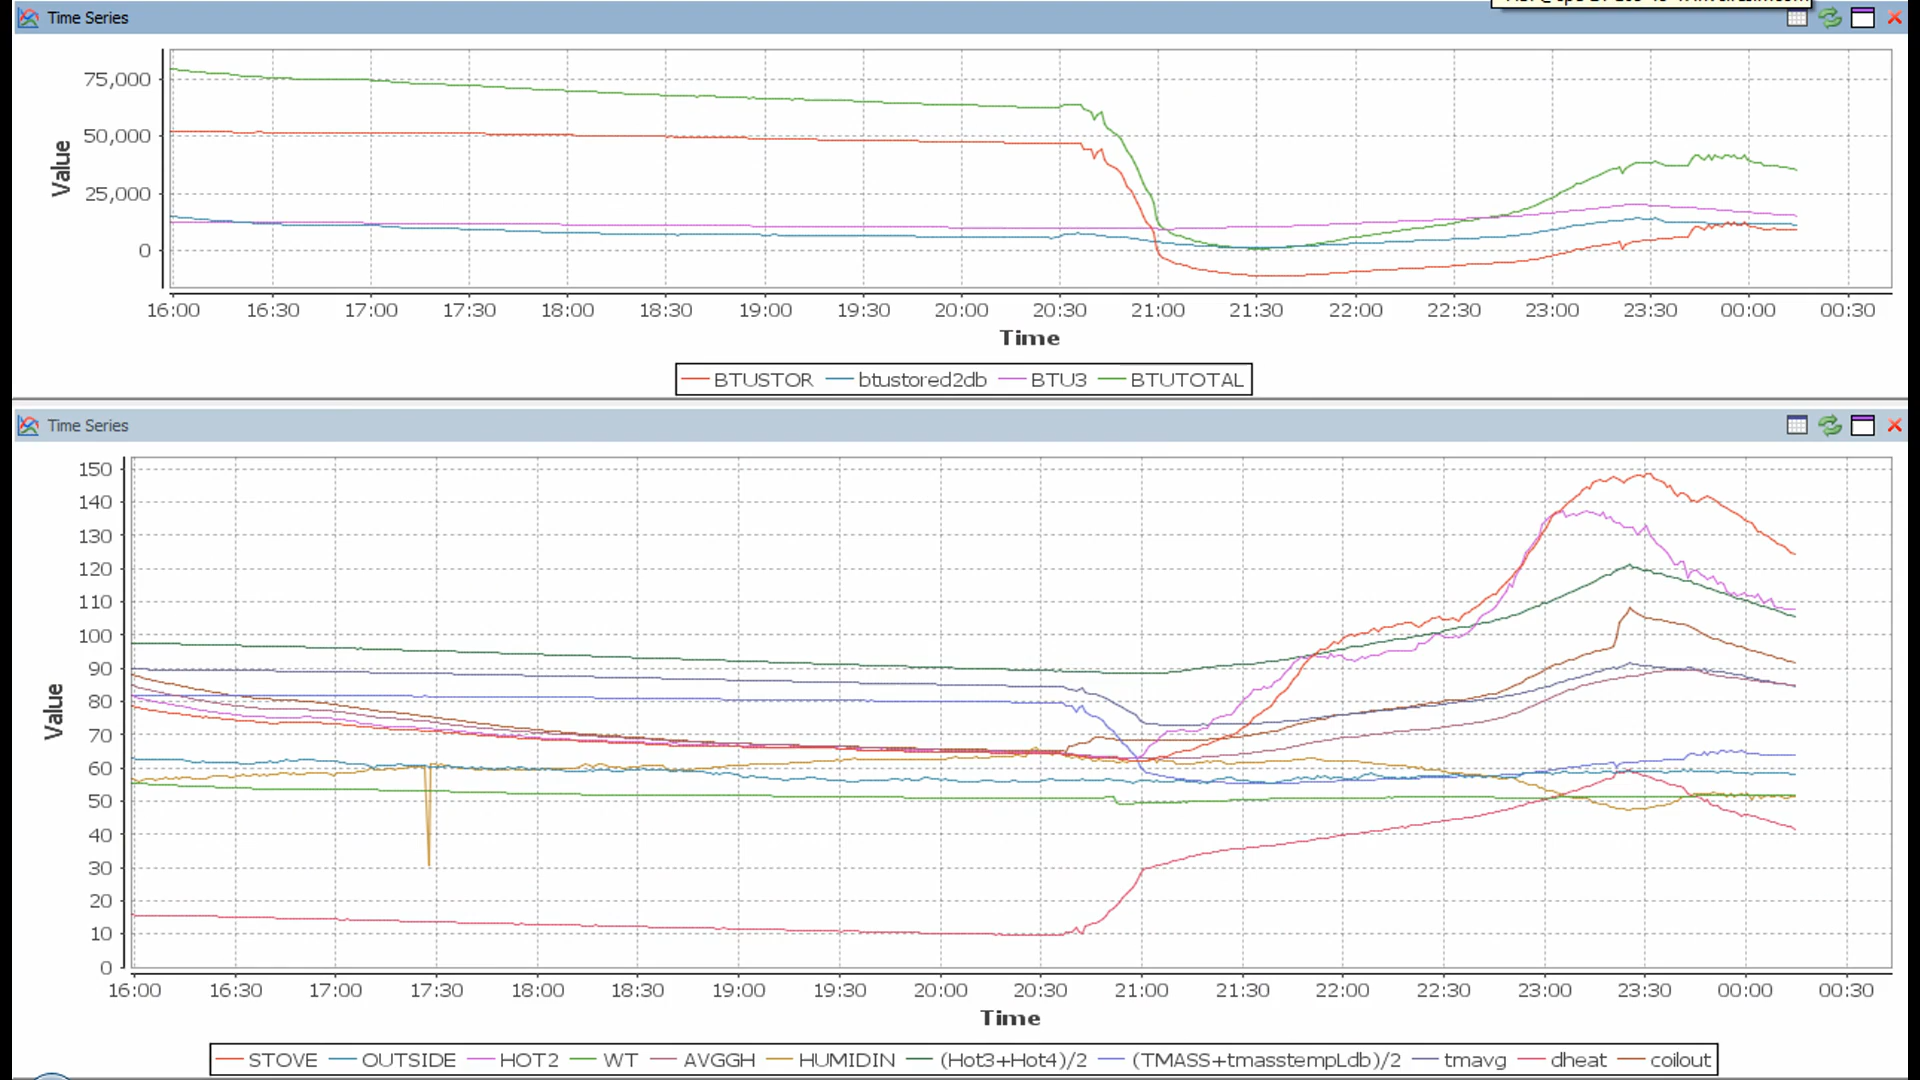 Time Series
75,000
50,000
25,000
0
Value
16:00 16:30 17:00 17:30 18:00 18:30 19:00 19:30 20:00 20:30 21:00 21:30 22:00 22:30 23:00 23:30 00:00 00:30
Time
BTUSTOR btustored2db BTU3 BTUTOTAL
Time Series
150
140
130
120
110
100
90
80
70
60
50
40
30
20
10
0
Value
16:00 16:30 17:00 17:30 18:00 18:30 19:00 19:30 20:00 20:30 21:00 21:30 22:00 22:30 23:00 23:30 00:00 00:30
Time
STOVE OUTSIDE HOT2 WT AVGGH HUMIDIN (Hot3+Hot4)/2 (TMASS+tmasstempLdb)/2 tmavg dheat coilout